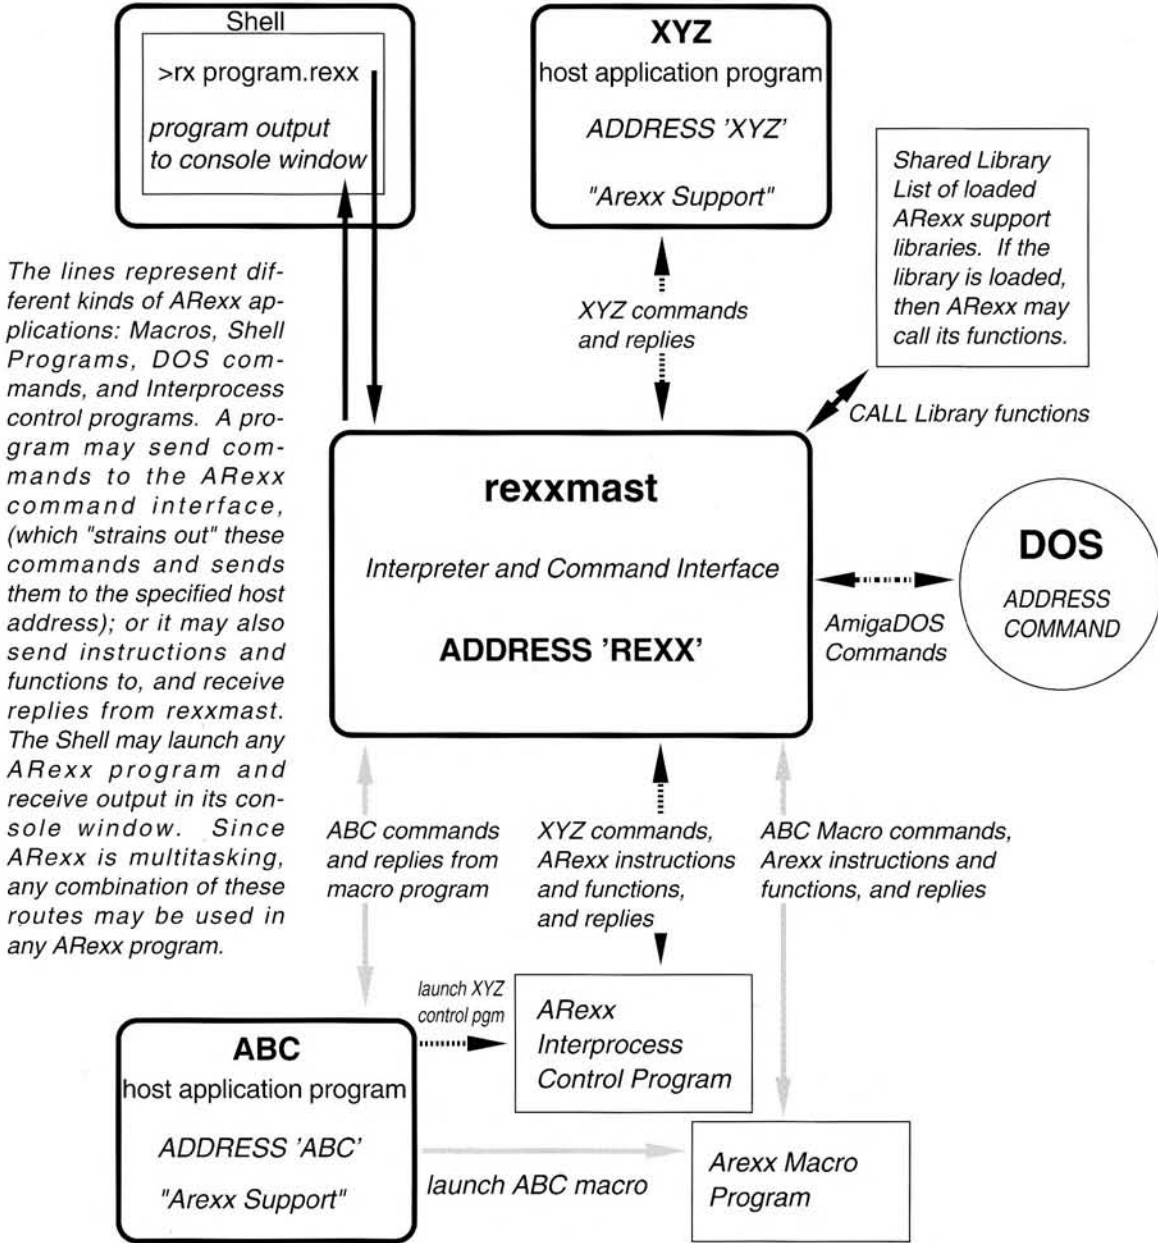 Shell
>rx program.rexx
program output
to console window
XYZ
host application program
ADDRESS 'XYZ'
"Arexx Support"
Shared Library
List of loaded
ARexx support
libraries. If the
library is loaded,
then ARexx may
call its functions.
The lines represent dif-
ferent kinds of ARexx ap-
plications: Macros, Shell
Programs, DOS com-
mands, and Interprocess
control programs. A pro-
gram may send com-
mands to the ARexx
command interface,
(which "strains out" these
commands and sends
them to the specified host
address); or it may also
send instructions and
functions to, and receive
replies from rexxmast.
The Shell may launch any
ARexx program and
receive output in its con-
sole window. Since
ARexx is multitasking,
any combination of these
routes may be used in
any ARexx program.
XYZ commands
and replies
CALL Library functions
rexxmast
Interpreter and Command Interface
ADDRESS 'REXX'
AmigaDOS
Commands
DOS
ADDRESS
COMMAND
ABC commands
and replies from
macro program
XYZ commands,
ARexx instructions
and functions,
and replies
ABC Macro commands,
Arexx instructions and
functions, and replies
launch XYZ
control pgm
ARexx
Interprocess
Control Program
ABC
host application program
ADDRESS 'ABC'
"Arexx Support"
launch ABC macro
Arexx Macro
Program